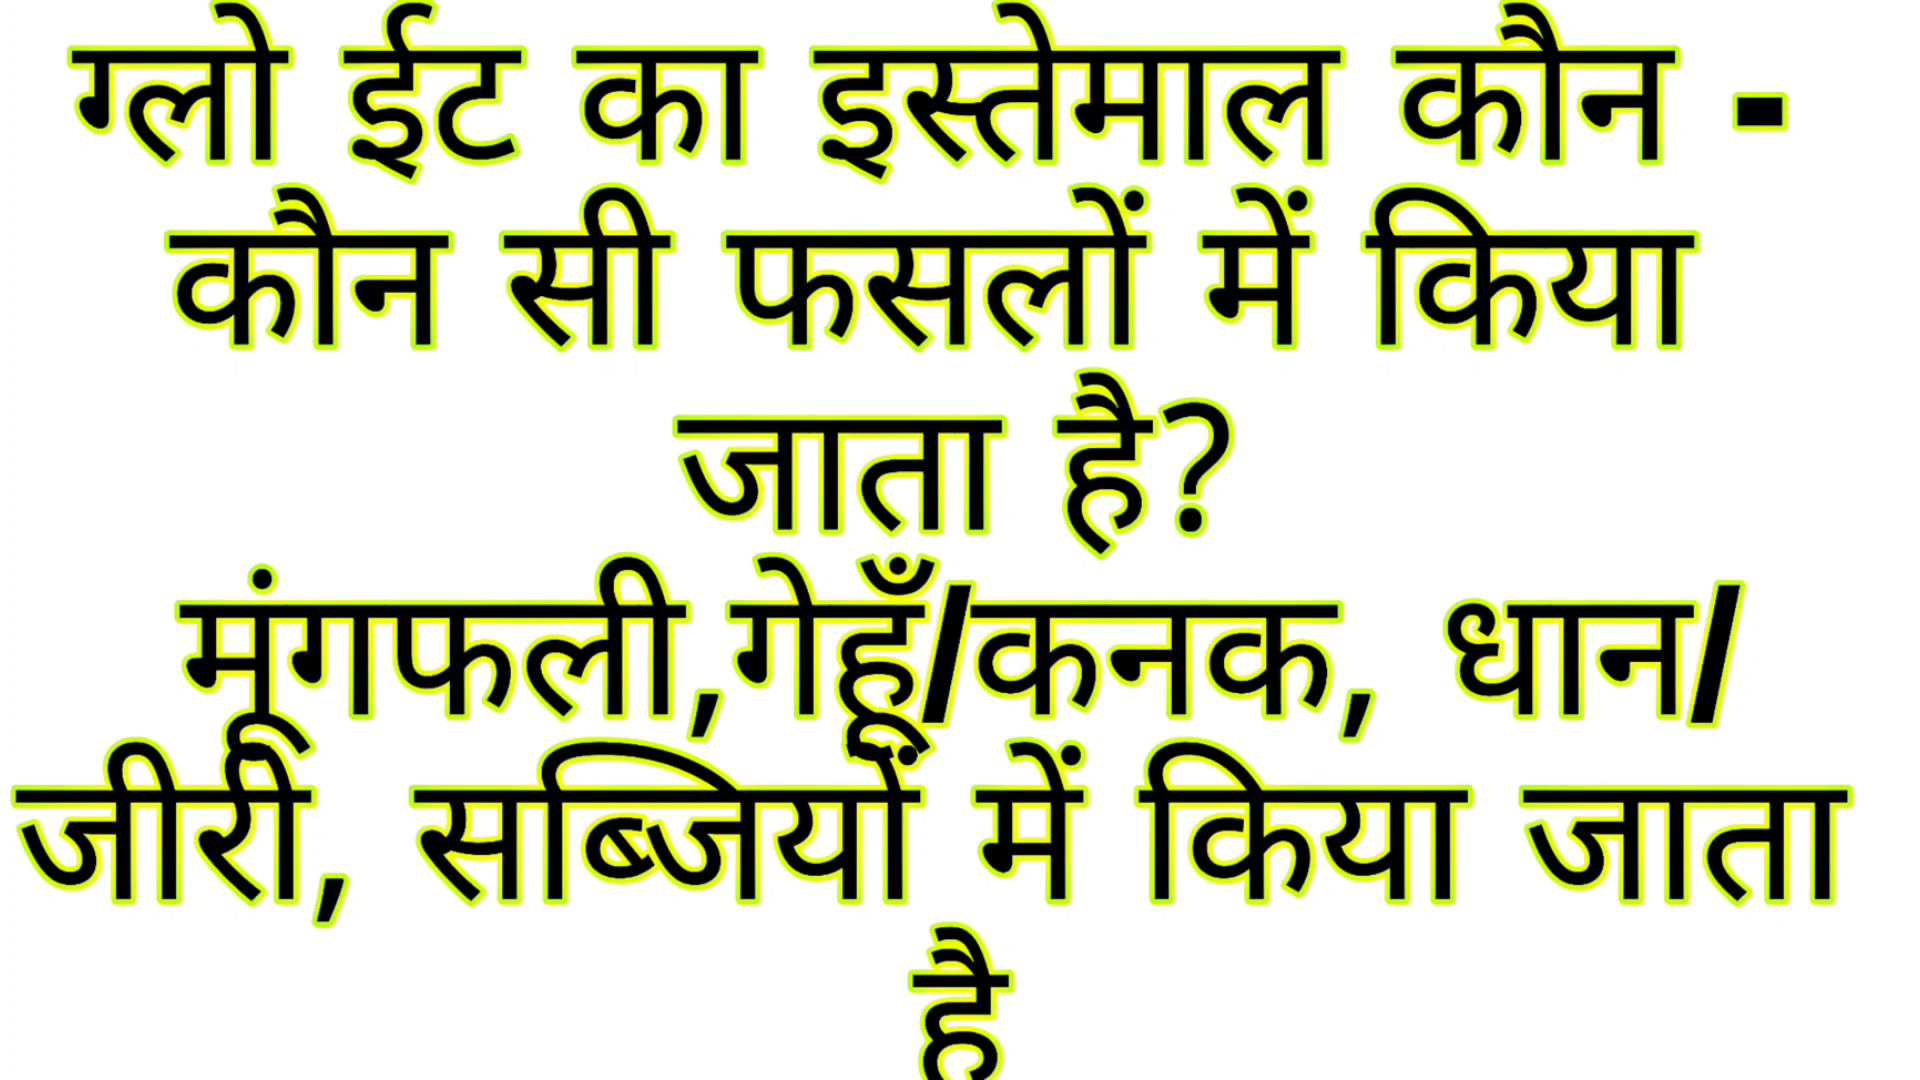 ग्लो ईट का इस्तेमाल कौन -
कौन सी फसलों में किया
जाता है?
मूंगफली,गेहूँ/कनक, धान/
जीरी, सब्जियों में किया जाता
है